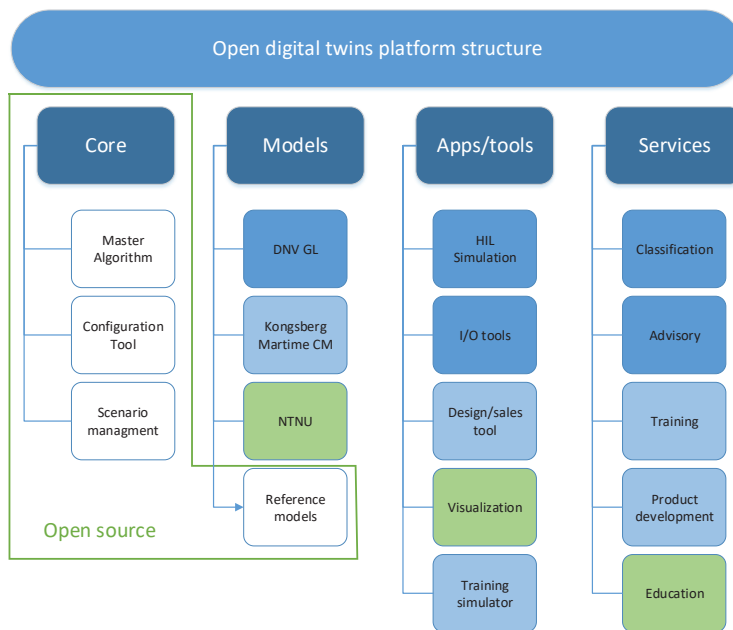 Open digital twins platform structure
Core
Models
Apps/tools
Services
Master
Algorithm
Configuration
Tool
Scenario
managment
DNV GL
Kongsberg
Martime CM
NTNU
Reference
models
HIL
Simulation
I/O tools
Design/sales
tool
Visualization
Training
simulator
Classification
Advisory
Training
Product
development
Education
Open source